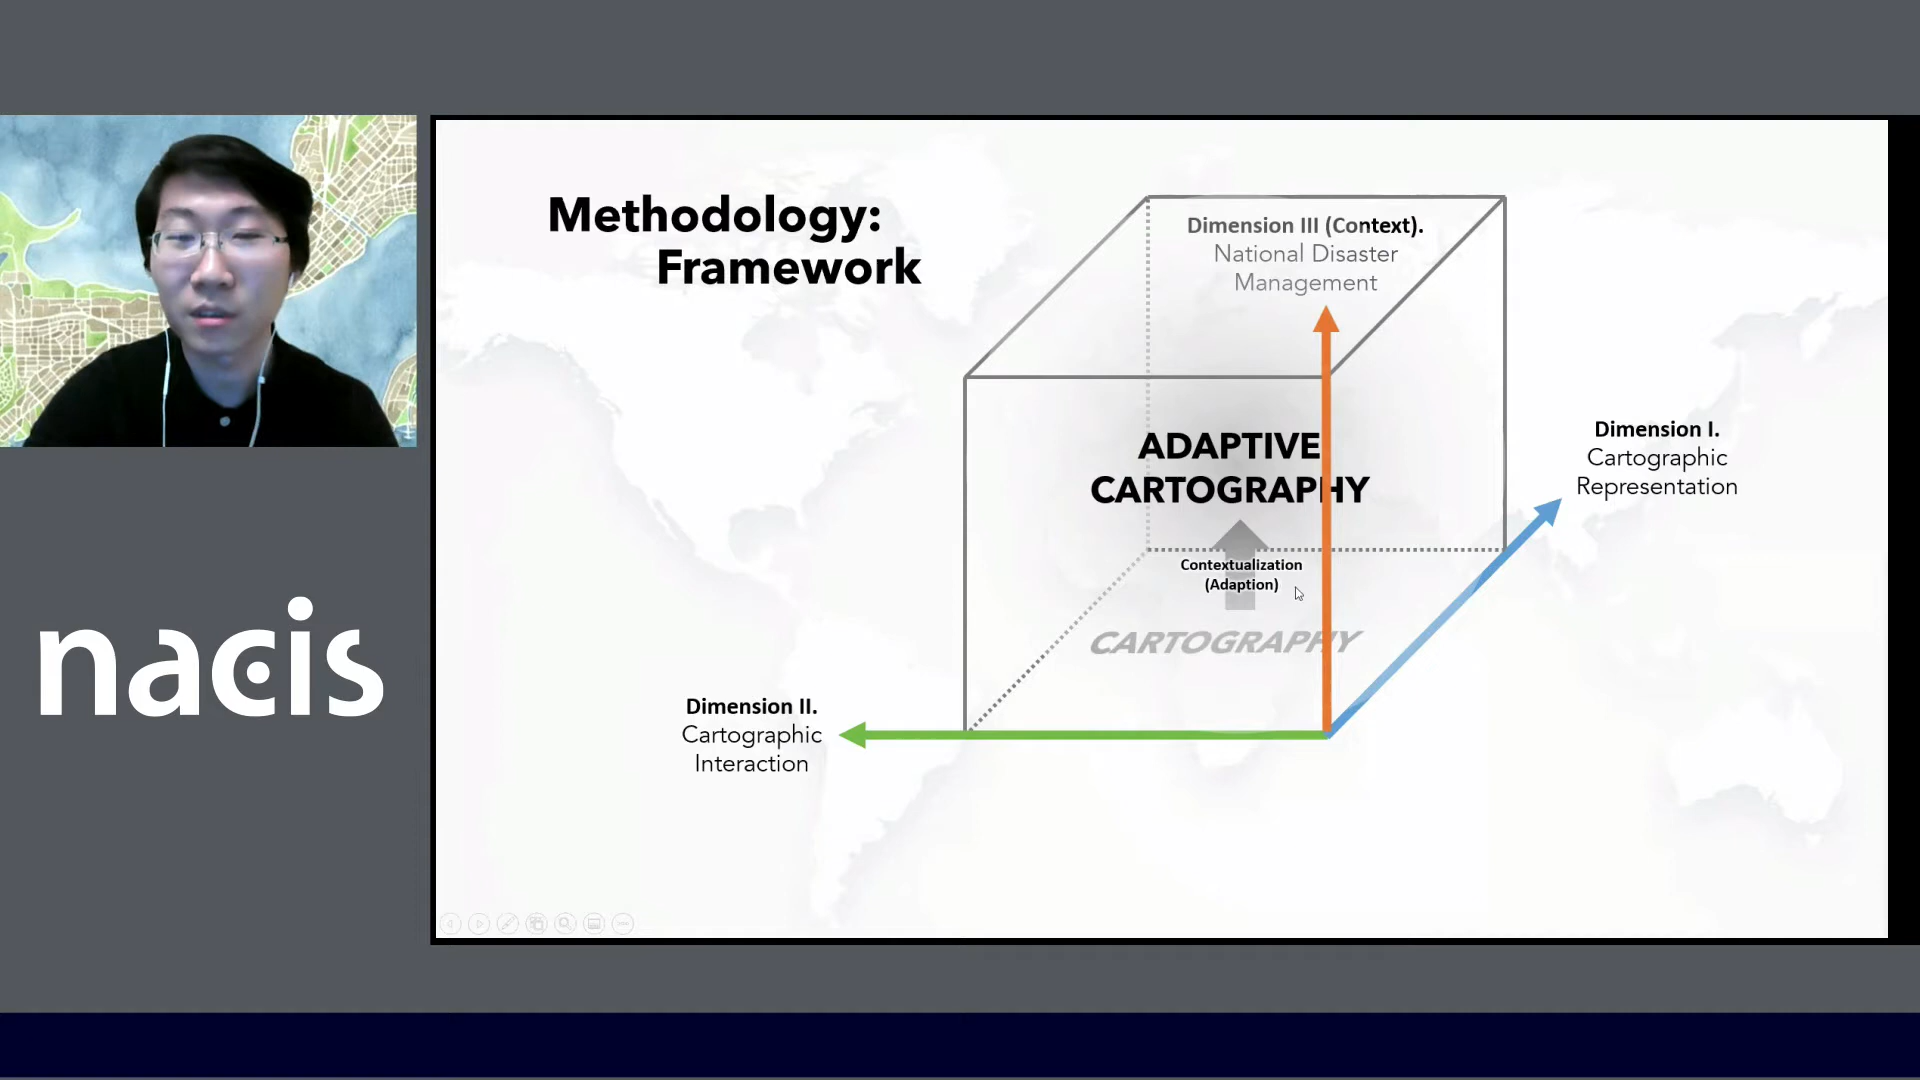 Methodology:
Framework
Dimension III (Context).
National Disaster
Management
ADAPTIVE
CARTOGRAPHY
Dimension I.
Cartographic
Representation
Contextualization
(Adaption)
CARTOGRAPHY
Dimension II.
Cartographic
Interaction
nacis